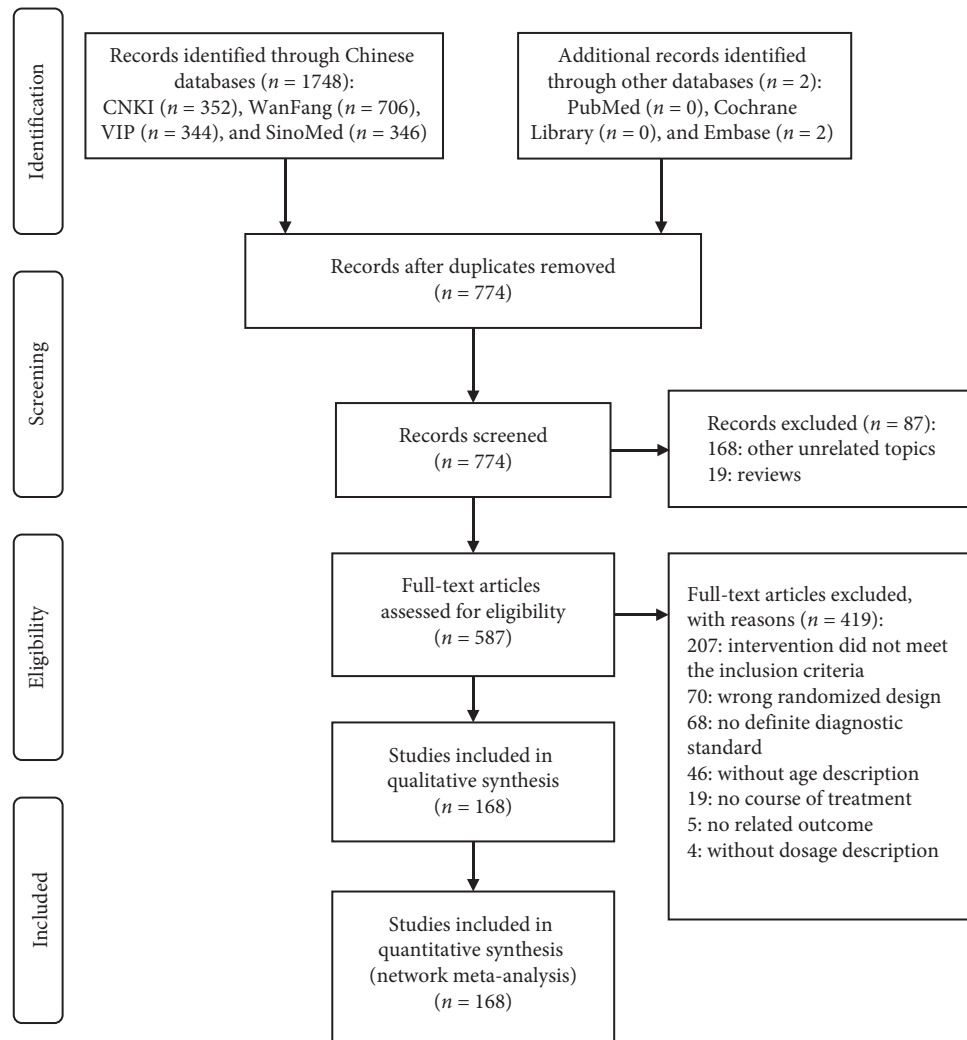 Identification
Records identified through Chinese
databases (n = 1748):
CNKI (n = 352), WanFang (n = 706),
VIP (n = 344), and SinoMed (n = 346)
Additional records identified
through other databases (n = 2):
PubMed (n = 0), Cochrane
Library (n = 0), and Embase (n = 2)
Records after duplicates removed
(n = 774)
Screening
Records screened
(n = 774)
Records excluded (n = 87):
168: other unrelated topics
19: reviews
Eligibility
Full-text articles
assessed for eligibility
(n = 587)
Full-text articles excluded,
with reasons (n = 419):
207: intervention did not meet
the inclusion criteria
70: wrong randomized design
68: no definite diagnostic
standard
46: without age description
19: no course of treatment
5: no related outcome
4: without dosage description
Studies included in
qualitative synthesis
(n = 168)
Included
Studies included in
quantitative synthesis
(network meta-analysis)
(n = 168)